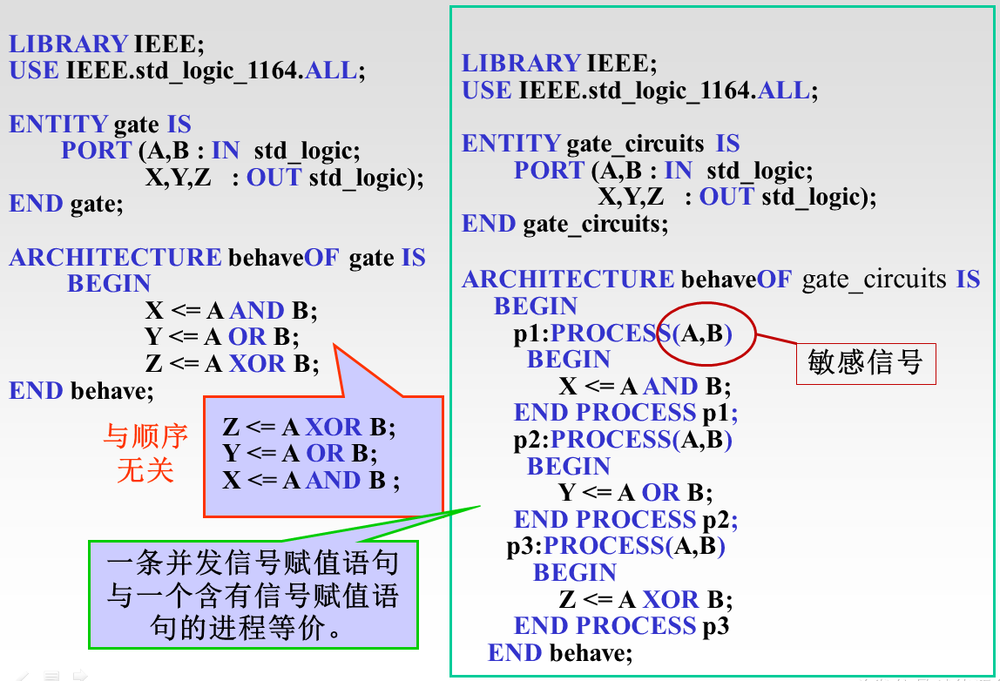 LIBRARY IEEE;
USE IEEE.std_logic_1164.ALL;
ENTITY gate IS
PORT (A,B : IN std_logic;
X,Y,Z : OUT std_logic);
END gate;
ARCHITECTURE behaveOF gate IS
BEGIN
X <= A AND B;
Y <= A OR B;
Z <= A XOR B;
END behave;
与顺序
无关
Z <= A XOR B;
Y <= A OR B;
X <= A AND B ;
一条并发信号赋值语句
与一个含有信号赋值语
句的进程等价。
LIBRARY IEEE;
USE IEEE.std_logic_1164.ALL;
ENTITY gate_circuits IS
PORT (A,B : IN std_logic;
X,Y,Z : OUT std_logic);
END gate_circuits;
ARCHITECTURE behaveOF gate_circuits IS
BEGIN
p1:PROCESS(A,B)
敏感信号
BEGIN
X <= A AND B;
END PROCESS p1;
p2:PROCESS(A,B)
BEGIN
Y <= A OR B;
END PROCESS p2;
p3:PROCESS(A,B)
BEGIN
Z <= A XOR B;
END PROCESS p3
END behave;